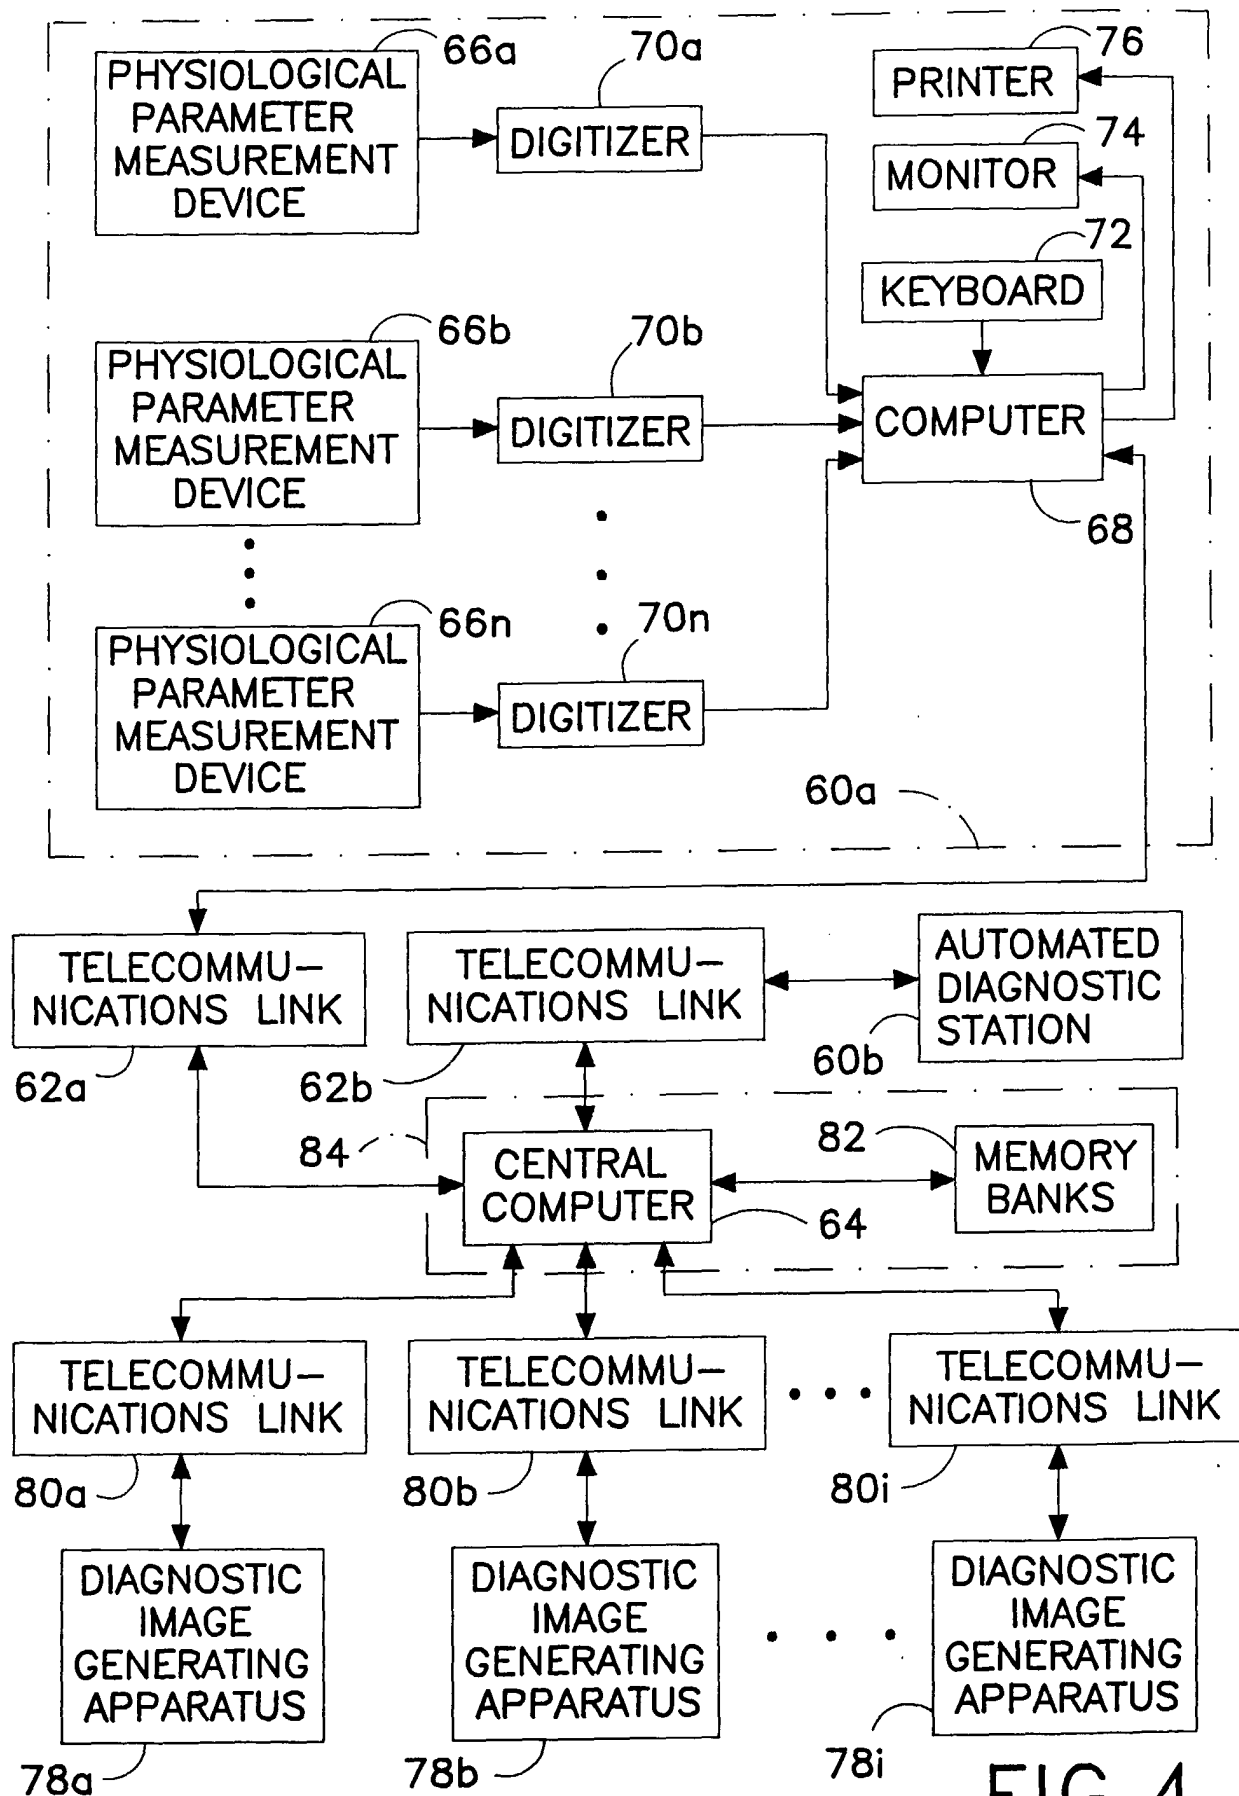 66a
70a
76
PHYSIOLOGICAL
PARAMETER
MEASUREMENT
DEVICE
DIGITIZER
PRINTER
74
MONITOR
72
KEYBOARD
66b
70b
PHYSIOLOGICAL
PARAMETER
MEASUREMENT
DEVICE
DIGITIZER
COMPUTER
68
66n
70n
PHYSIOLOGICAL
PARAMETER
MEASUREMENT
DEVICE
DIGITIZER
60a
TELECOMMU-
NICATIONS LINK
62a
TELECOMMU-
NICATIONS LINK
62b
AUTOMATED
DIAGNOSTIC
STATION
60b
84
CENTRAL
COMPUTER
64
82
MEMORY
BANKS
TELECOMMU-
NICATIONS LINK
80a
TELECOMMU-
NICATIONS LINK
80b
TELECOMMU-
NICATIONS LINK
80i
DIAGNOSTIC
IMAGE
GENERATING
APPARATUS
78a
DIAGNOSTIC
IMAGE
GENERATING
APPARATUS
78b
DIAGNOSTIC
IMAGE
GENERATING
APPARATUS
78i
FIG. 4